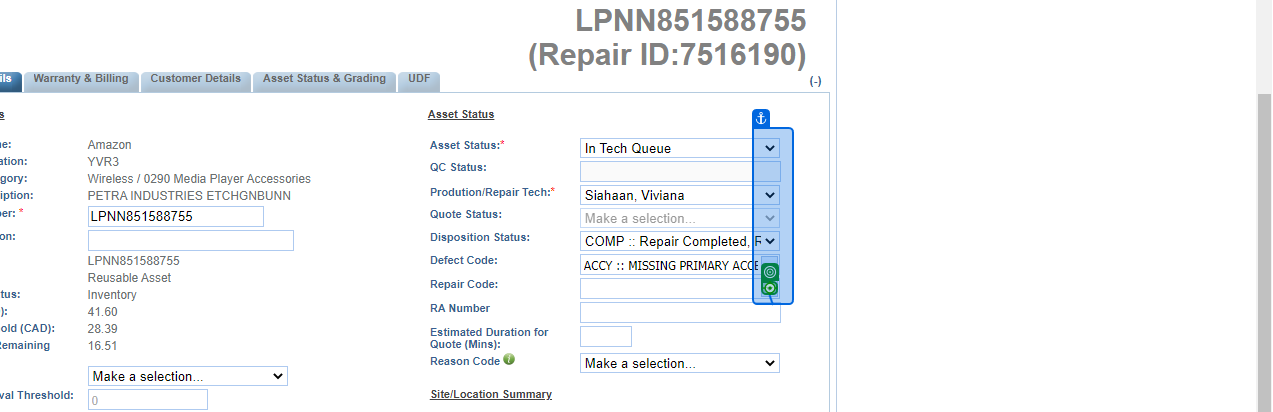 LPNN851588755
(Repair ID:7516190)
ils Warranty & Billing Customer Details Asset Status & Grading UDF
(-)
s
ne: Amazon
ation: YVR3
gory: Wireless / 0290 Media Player Accessories
iption: PETRA INDUSTRIES ETCHGNBUNN
ber: * LPNN851588755
on:
LPNN851588755
Reusable Asset
tus: Inventory
): 41.60
old (CAD): 28.39
Remaining 16.51
Make a selection...
val Threshold: 0
Asset Status
Asset Status:* In Tech Queue
QC Status:
Prodution/Repair Tech:* Siahaan, Viviana
Quote Status: Make a selection...
Disposition Status: COMP :: Repair Completed, R
Defect Code: ACCY :: MISSING PRIMARY ACCE
Repair Code:
RA Number
Estimated Duration for
Quote (Mins):
Reason Code Make a selection...
Site/Location Summary